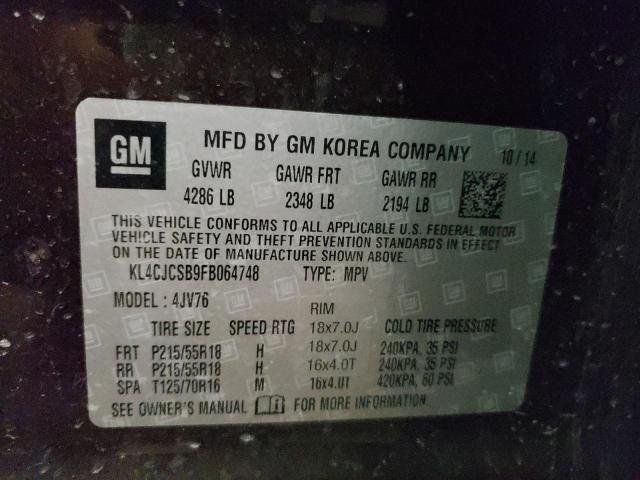 GM
MFD BY GM KOREA COMPANY 10/14
GVWR GAWR FRT GAWR RR
4286 LB 2348 LB 2194 LB
THIS VEHICLE CONFORMS TO ALL APPLICABLE U.S. FEDERAL MOTOR
VEHICLE SAFETY AND THEFT PREVENTION STANDARDS IN EFFECT
ON THE DATE OF MANUFACTURE SHOWN ABOVE.
KL4CJCSB9FB064748 TYPE: MPV
MODEL: 4JV76
RIM
TIRE SIZE SPEED RTG 18x7.0J COLD TIRE PRESSURE
FRT P215/55R18 H 18x7.0J 240KPA, 35 PSI
RR P215/55R18 H 16x4.0T 240KPA, 35 PSI
SPA T125/70R16 M 16x4.0T 420KPA, 60 PSI
SEE OWNER'S MANUAL FOR MORE INFORMATION.